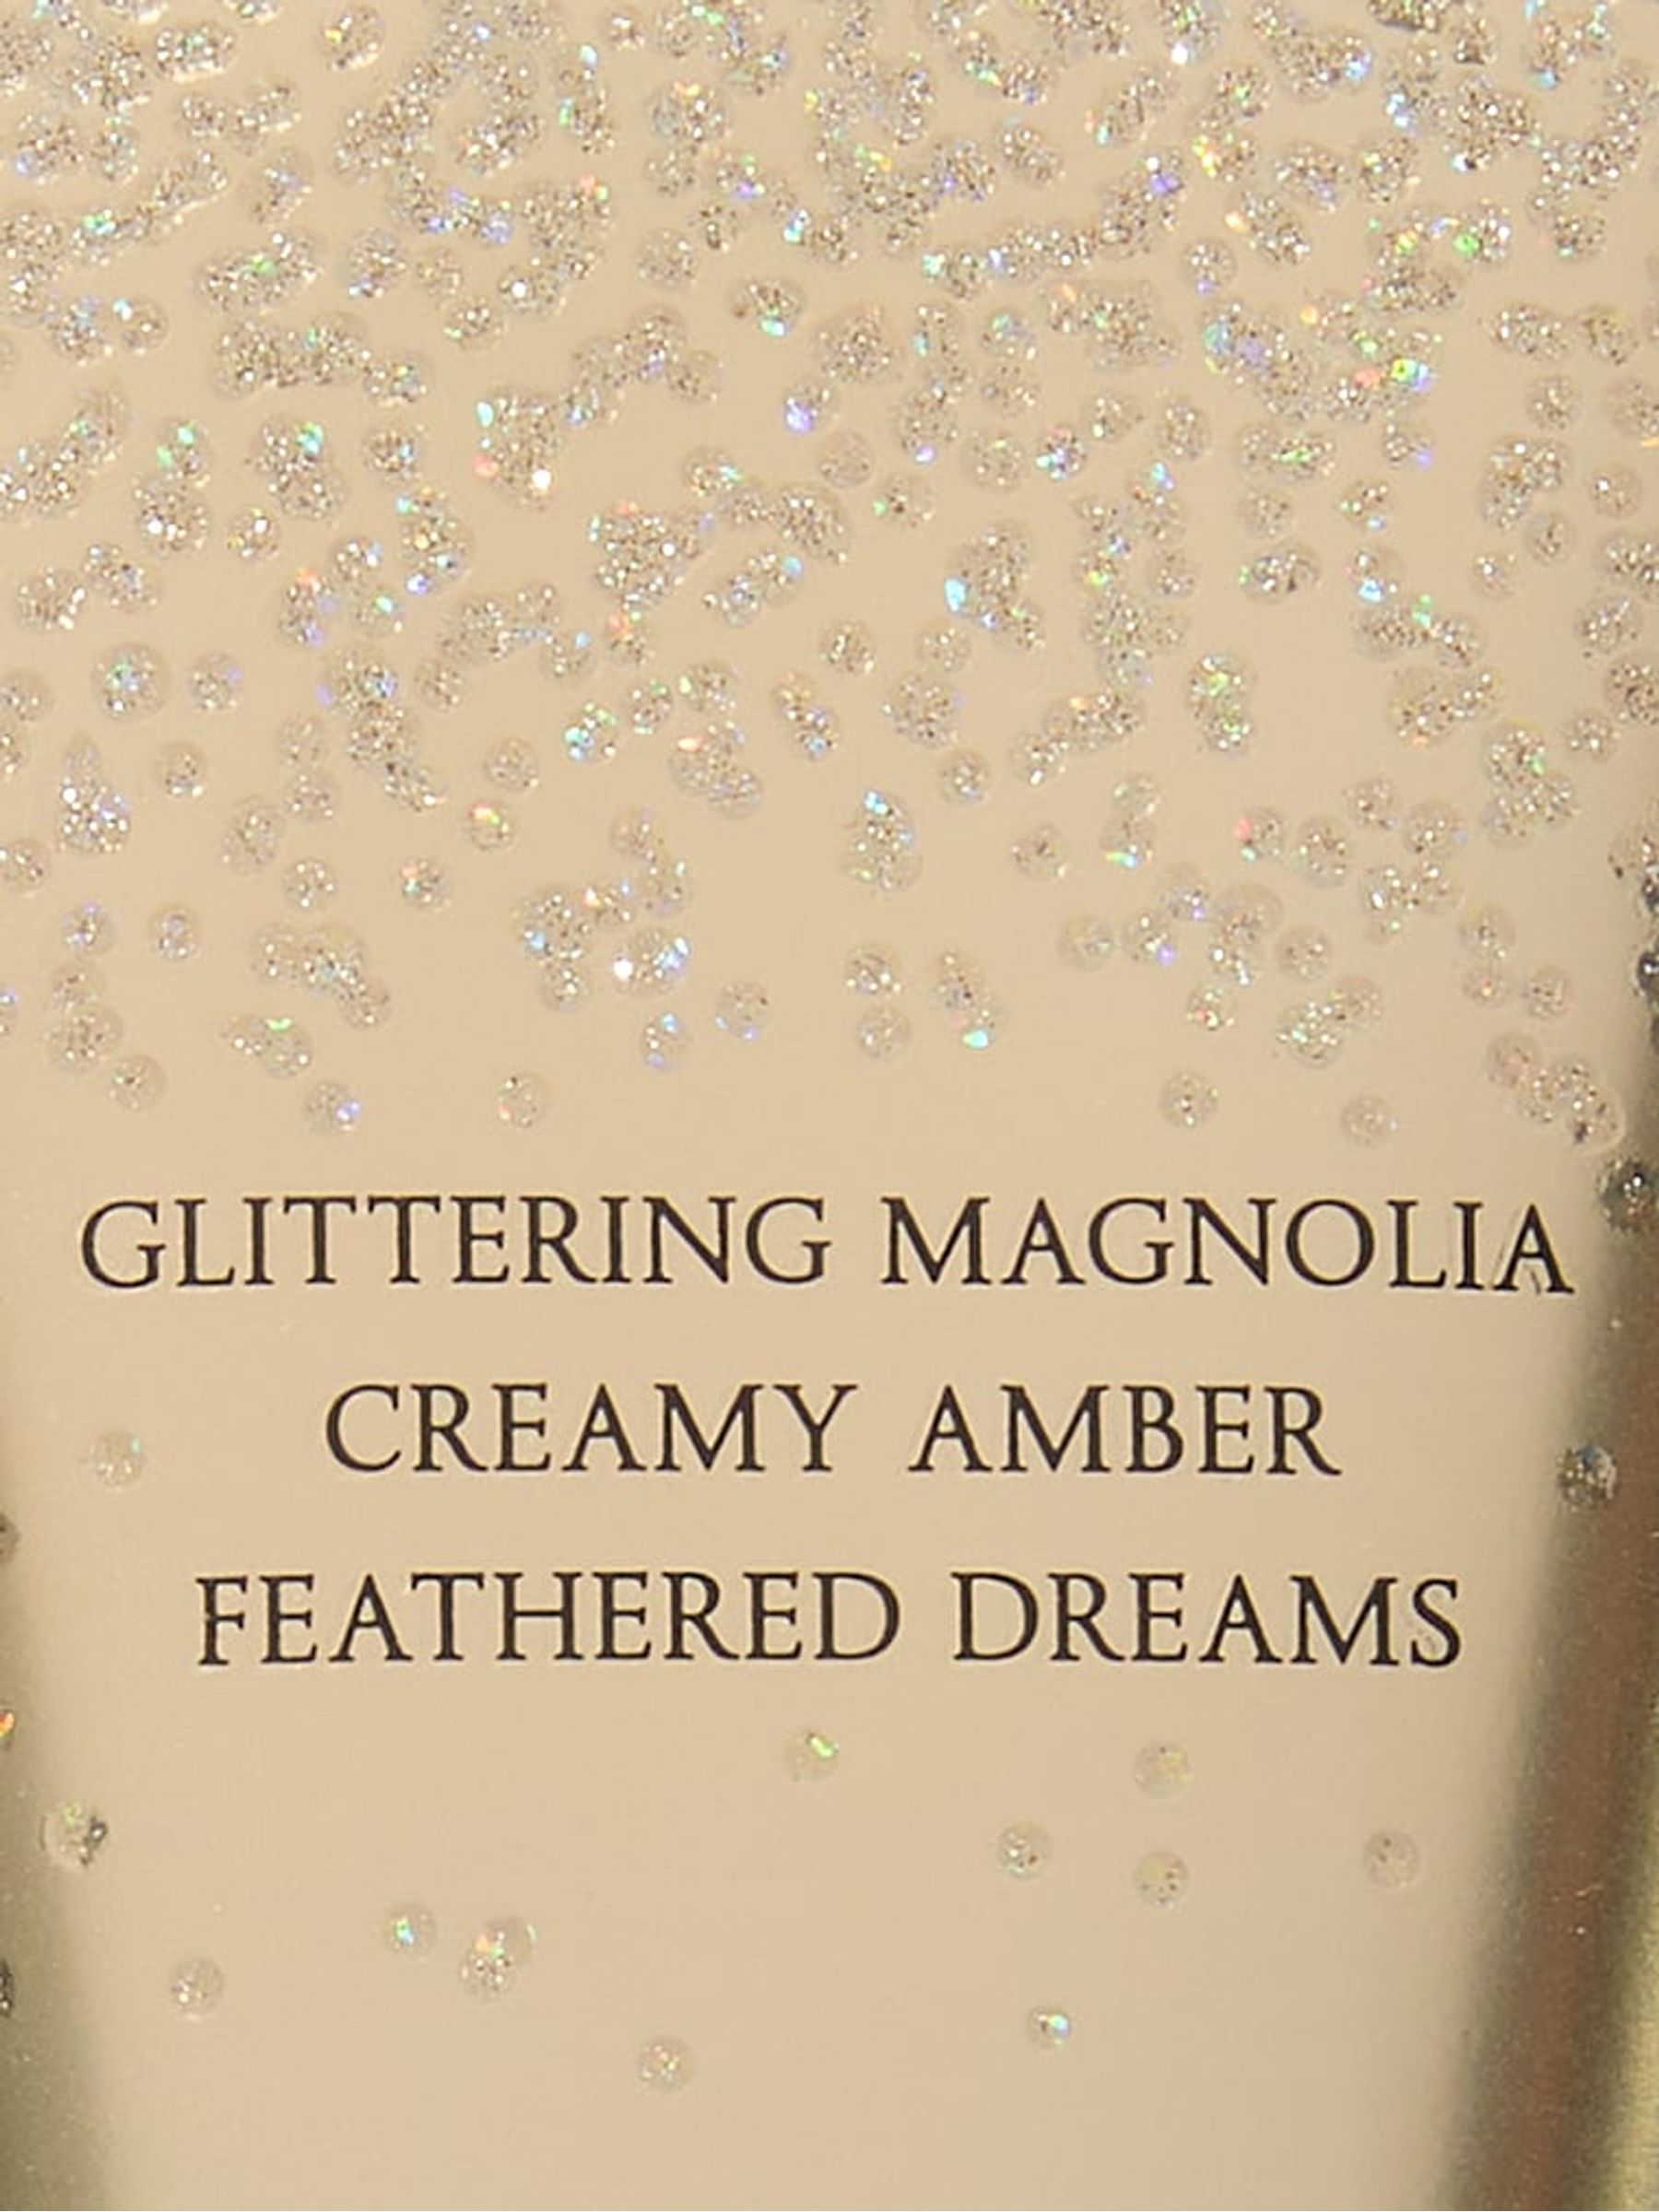 GLITTERING MAGNOLIA
CREAMY AMBER
FEATHERED DREAMS